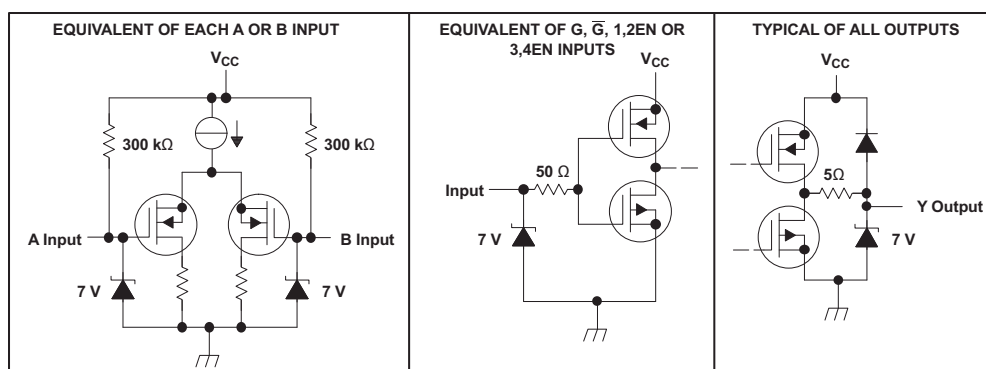 EQUIVALENT OF EACH A OR B INPUT
VCC
300 kΩ
300 kΩ
A Input
B Input
7 V
7 V
EQUIVALENT OF G, G̅, 1,2EN OR
3,4EN INPUTS
VCC
50 Ω
Input
7 V
TYPICAL OF ALL OUTPUTS
VCC
5Ω
Y Output
7 V